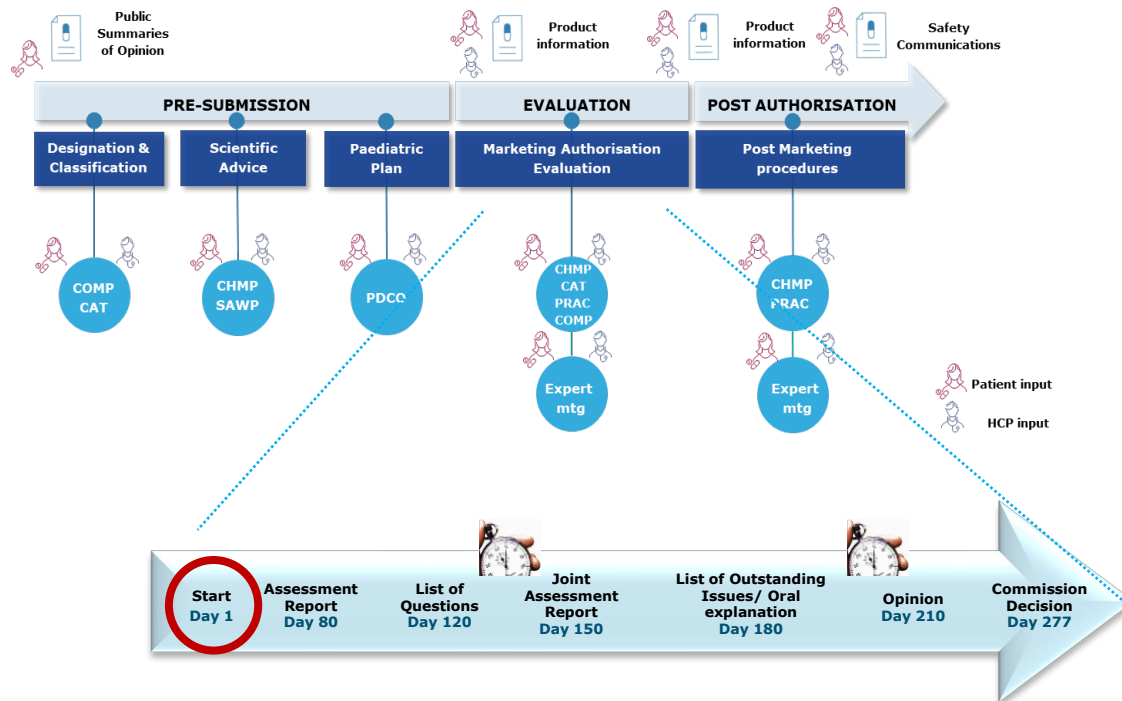 Public
Summaries
of Opinion
Product
information
Product
information
Safety
Communications
PRE-SUBMISSION
EVALUATION
POST AUTHORISATION
Designation &
Classification
Scientific
Advice
Paediatric
Plan
Marketing Authorisation
Evaluation
Post Marketing
procedures
COMP
CAT
CHMP
SAWP
PDCO
CHMP
CAT
PRAC
COMP
CHMP
PRAC
Expert
mtg
Expert
mtg
Patient input
HCP input
Start
Day 1
Assessment
Report
Day 80
List of
Questions
Day 120
Joint
Assessment
Report
Day 150
List of Outstanding
Issues/ Oral
explanation
Day 180
Opinion
Day 210
Commission
Decision
Day 277